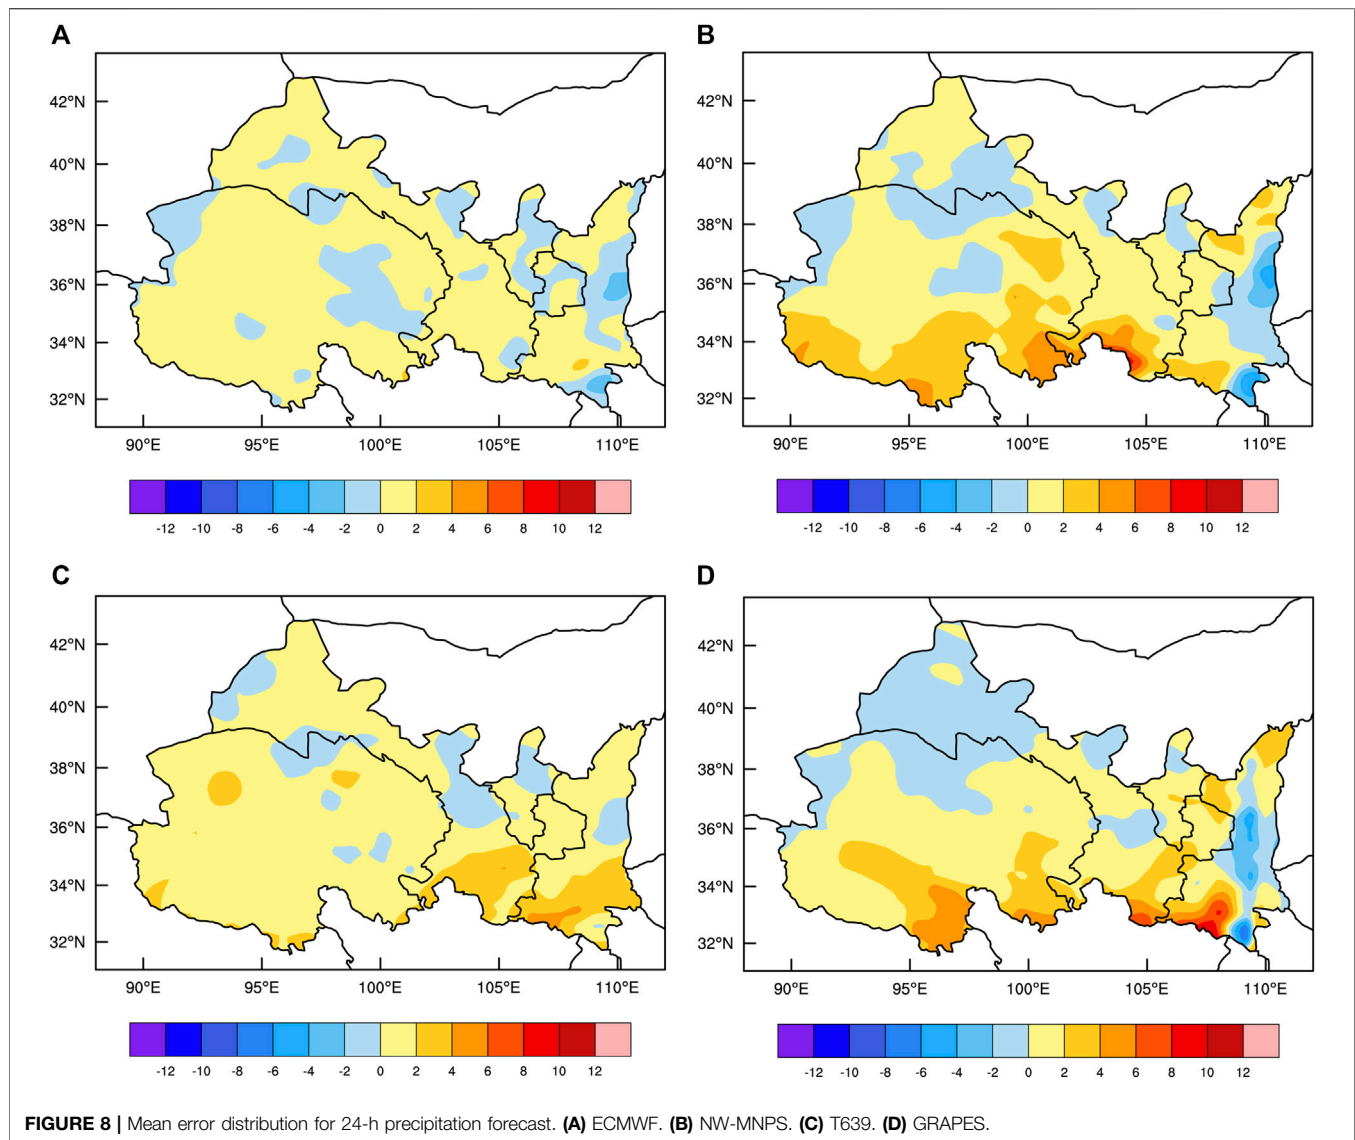 A
B
42°N
40°N
38°N
36°N
34°N
32°N
90°E 95°E 100°E 105°E 110°E
-12 -10 -8 -6 -4 -2 0 2 4 6 8 10 12
42°N
40°N
38°N
36°N
34°N
32°N
90°E 95°E 100°E 105°E 110°E
-12 -10 -8 -6 -4 -2 0 2 4 6 8 10 12
C
D
42°N
40°N
38°N
36°N
34°N
32°N
90°E 95°E 100°E 105°E 110°E
-12 -10 -8 -6 -4 -2 0 2 4 6 8 10 12
42°N
40°N
38°N
36°N
34°N
32°N
90°E 95°E 100°E 105°E 110°E
-12 -10 -8 -6 -4 -2 0 2 4 6 8 10 12
FIGURE 8 | Mean error distribution for 24-h precipitation forecast. (A) ECMWF. (B) NW-MNPS. (C) T639. (D) GRAPES.